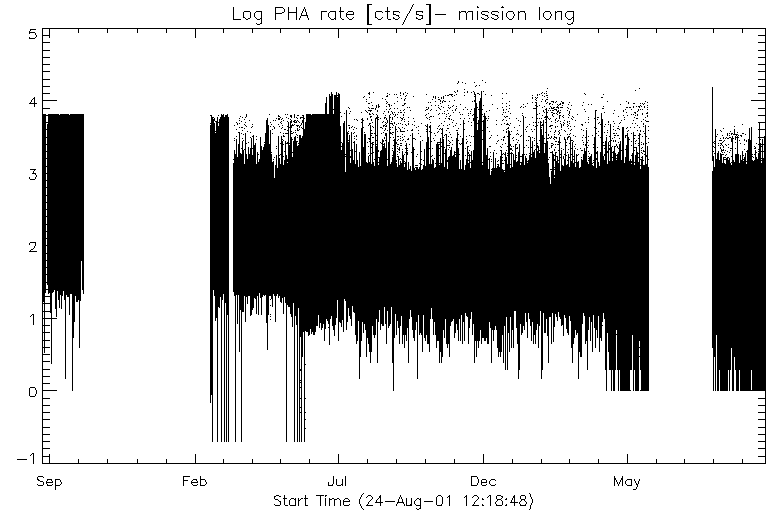 Log PHA rate [cts/s]- mission long
5
4
3
2
1
0
-1
Sep Feb Jul Dec May
Start Time (24-Aug-01 12:18:48)